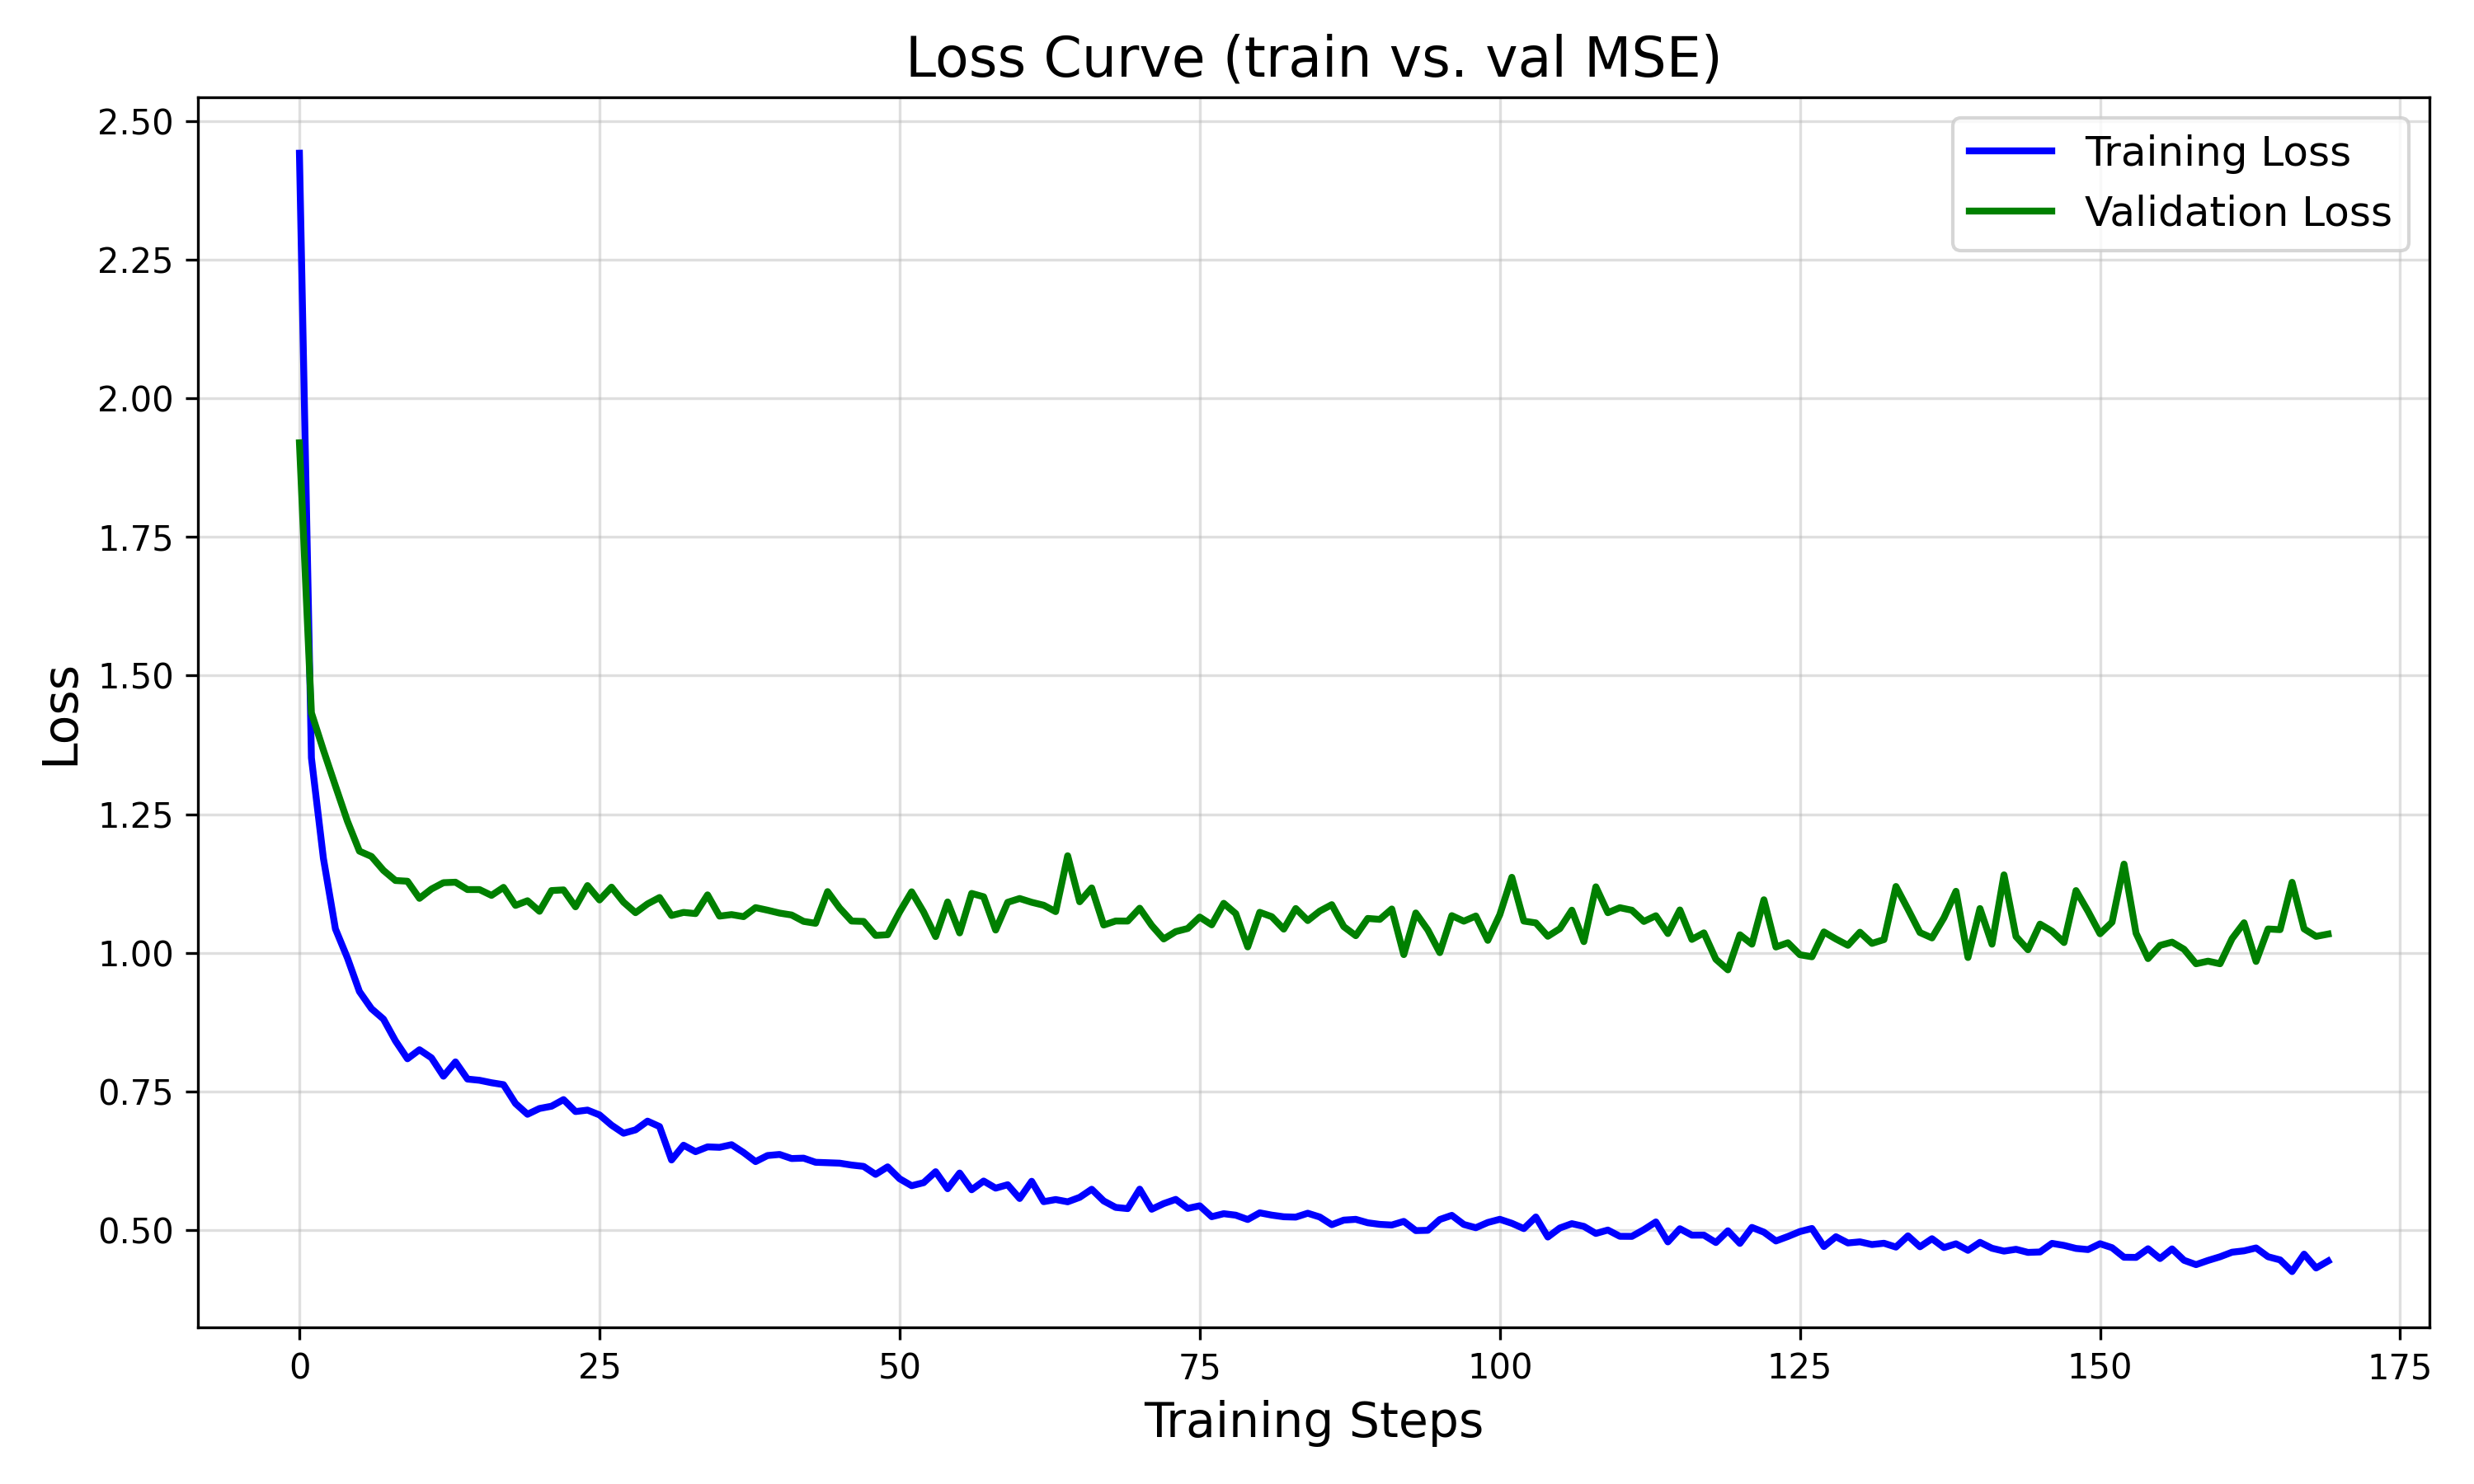 Loss Curve (train vs. val MSE)
Training Loss
Validation Loss
Loss
2.50
2.25
2.00
1.75
1.50
1.25
1.00
0.75
0.50
0 25 50 75 100 125 150 175
Training Steps